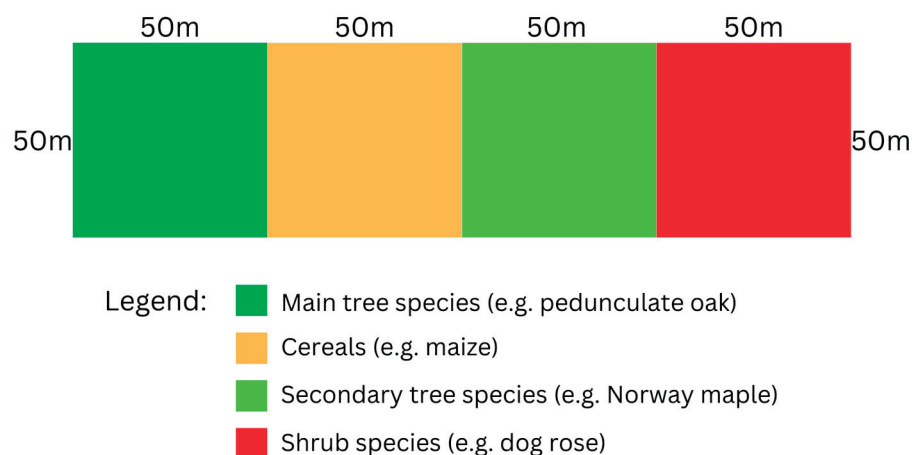 50m 50m 50m 50m
50m 50m
Legend: Main tree species (e.g. pedunculate oak)
Cereals (e.g. maize)
Secondary tree species (e.g. Norway maple)
Shrub species (e.g. dog rose)